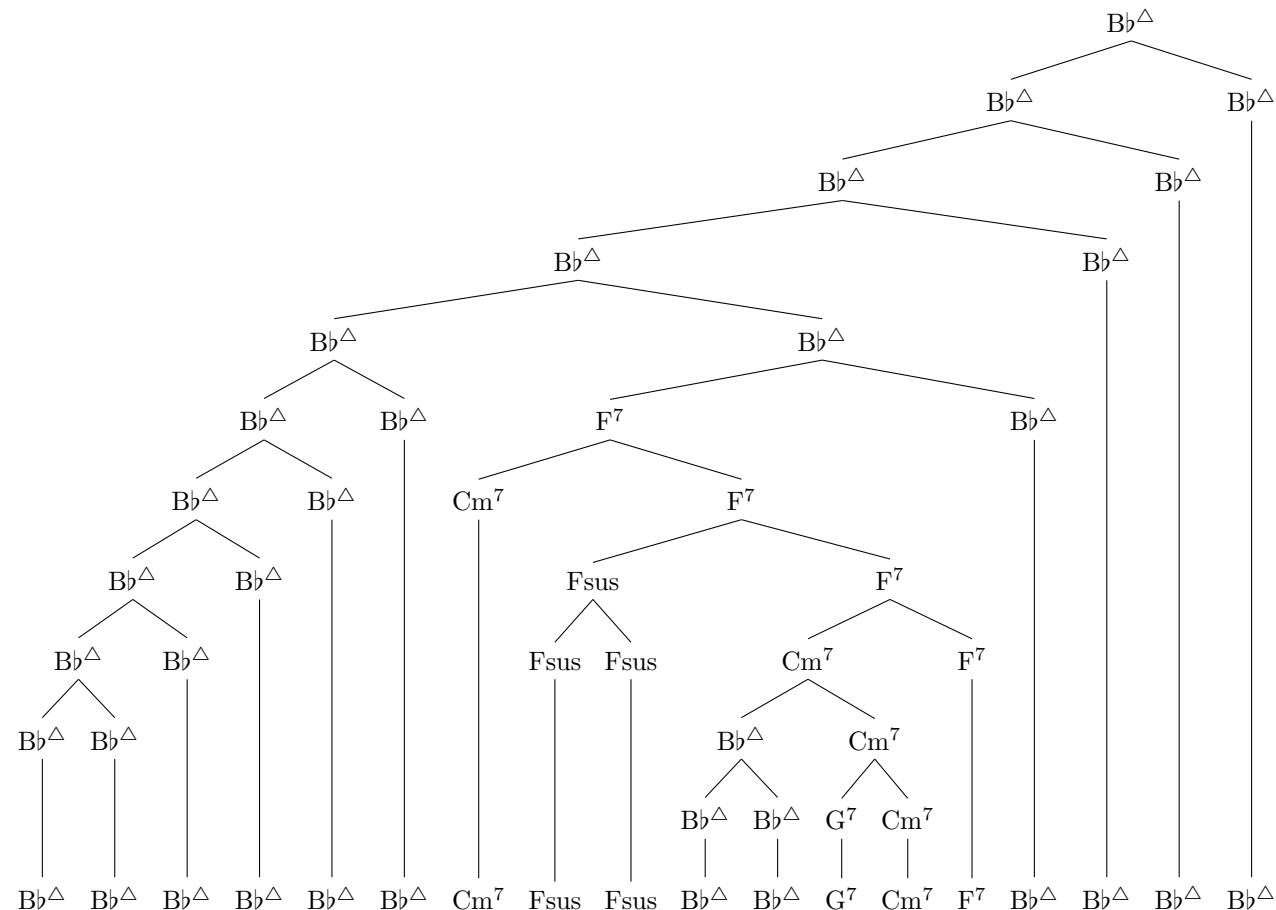 B♭△
B♭△ B♭△
B♭△ B♭△
B♭△ B♭△
B♭△ B♭△
B♭△ B♭△ F⁷ B♭△
B♭△ B♭△ Cm⁷ F⁷
B♭△ B♭△ Fsus F⁷
B♭△ B♭△ Fsus Fsus Cm⁷ F⁷
B♭△ B♭△ B♭△ Cm⁷
B♭△ B♭△ G⁷ Cm⁷
B♭△ B♭△ B♭△ B♭△ B♭△ B♭△ Cm⁷ Fsus Fsus B♭△ B♭△ G⁷ Cm⁷ F⁷ B♭△ B♭△ B♭△ B♭△